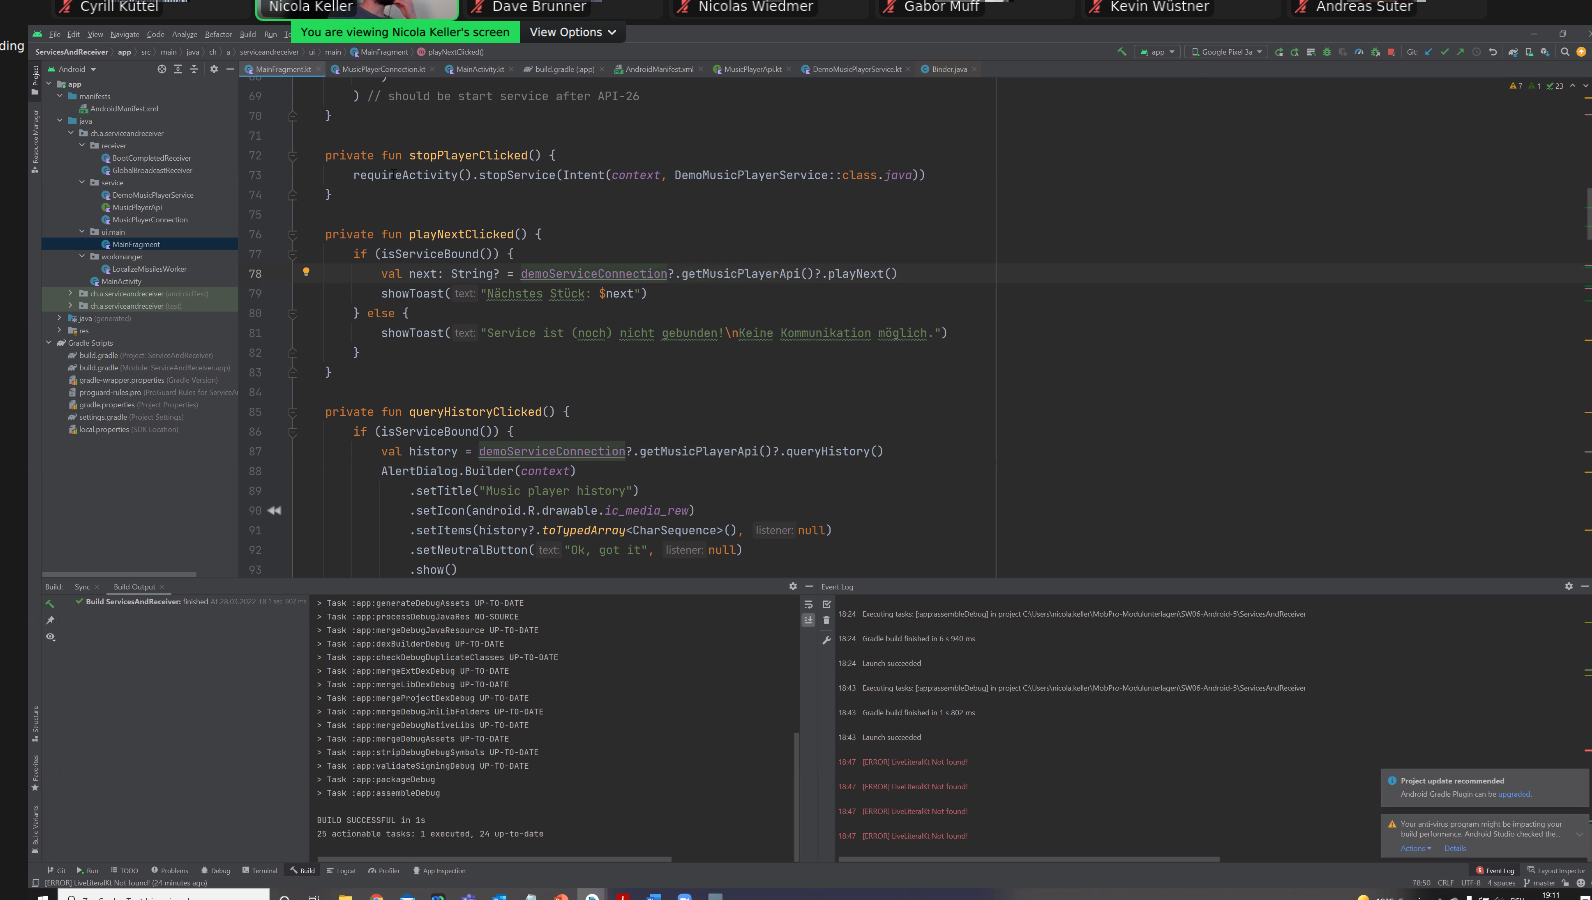 Cyrill Küttel
Nicola Keller
Dave Brunner
Nicolas Wiedmer
Gabor Muff
Kevin Wüstner
Andreas Suter
You are viewing Nicola Keller's screen
View Options
File Edit View Navigate Code Analyze Refactor Build Run
ServicesAndReceiver app src main java ch a serviceandreceiver ui main MainFragment playNextClicked()
app
Google Pixel 3a
Git:
Android
MainFragment.kt
MusicPlayerConnection.kt
MainActivity.kt
build.gradle (:app)
AndroidManifest.xml
MusicPlayerApi.kt
DemoMusicPlayerService.kt
Binder.java
Project
Resource Manager
Structure
Favorites
Build Variants
app
manifests
AndroidManifest.xml
java
ch.a.serviceandreceiver
receiver
BootCompletedReceiver
GlobalBroadcastReceiver
service
DemoMusicPlayerService
MusicPlayerApi
MusicPlayerConnection
ui.main
MainFragment
workmanger
LocalizeMissilesWorker
MainActivity
ch.a.serviceandreceiver (androidTest)
ch.a.serviceandreceiver (test)
java (generated)
res
Gradle Scripts
build.gradle (Project: ServiceAndReceiver)
build.gradle (Module: ServiceAndReceiver.app)
gradle-wrapper.properties (Gradle Version)
proguard-rules.pro (ProGuard Rules for ServiceA
gradle.properties (Project Properties)
settings.gradle (Project Settings)
local.properties (SDK Location)
7 1 23
69 ) // should be start service after API-26
70 }
71
72 private fun stopPlayerClicked() {
73 requireActivity().stopService(Intent(context, DemoMusicPlayerService::class.java))
74 }
75
76 private fun playNextClicked() {
77 if (isServiceBound()) {
78 val next: String? = demoServiceConnection?.getMusicPlayerApi()?.playNext()
79 showToast( text: "Nächstes Stück: $next")
80 } else {
81 showToast( text: "Service ist (noch) nicht gebunden!\nKeine Kommunikation möglich.")
82 }
83 }
84
85 private fun queryHistoryClicked() {
86 if (isServiceBound()) {
87 val history = demoServiceConnection?.getMusicPlayerApi()?.queryHistory()
88 AlertDialog.Builder(context)
89 .setTitle("Music player history")
90 .setIcon(android.R.drawable.ic_media_rew)
91 .setItems(history?.toTypedArray<CharSequence>(), listener: null)
92 .setNeutralButton( text: "Ok, got it", listener: null)
93 .show()
Build: Sync Build Output
Build ServicesAndReceiver: finished At 28.03.2022 18 1 sec 902 ms
> Task :app:generateDebugAssets UP-TO-DATE
> Task :app:processDebugJavaRes NO-SOURCE
> Task :app:mergeDebugJavaResource UP-TO-DATE
> Task :app:dexBuilderDebug UP-TO-DATE
> Task :app:checkDebugDuplicateClasses UP-TO-DATE
> Task :app:mergeExtDexDebug UP-TO-DATE
> Task :app:mergeLibDexDebug UP-TO-DATE
> Task :app:mergeProjectDexDebug UP-TO-DATE
> Task :app:mergeDebugJniLibFolders UP-TO-DATE
> Task :app:mergeDebugNativeLibs UP-TO-DATE
> Task :app:mergeDebugAssets UP-TO-DATE
> Task :app:stripDebugDebugSymbols UP-TO-DATE
> Task :app:validateSigningDebug UP-TO-DATE
> Task :app:packageDebug
> Task :app:assembleDebug
BUILD SUCCESSFUL in 1s
25 actionable tasks: 1 executed, 24 up-to-date
Event Log
18:24 Executing tasks: [:app:assembleDebug] in project C:\Users\nicola.keller\MobPro-Modulunterlagen\SW06-Android-5\ServicesAndReceiver
18:24 Gradle build finished in 6 s 940 ms
18:24 Launch succeeded
18:43 Executing tasks: [:app:assembleDebug] in project C:\Users\nicola.keller\MobPro-Modulunterlagen\SW06-Android-5\ServicesAndReceiver
18:43 Gradle build finished in 1 s 802 ms
18:43 Launch succeeded
18:47 [ERROR] LiveLiteralKt Not found!
18:47 [ERROR] LiveLiteralKt Not found!
18:47 [ERROR] LiveLiteralKt Not found!
18:47 [ERROR] LiveLiteralKt Not found!
Project update recommended
Android Gradle Plugin can be upgraded.
Your anti-virus program might be impacting your
build performance. Android Studio checked the...
Actions Details
Git Run TODO Problems Debug Terminal Build Logcat Profiler App Inspection
Event Log Layout Inspector
[ERROR] LiveLiteralKt Not found! (24 minutes ago)
78:50 CRLF UTF-8 4 spaces master
19:11